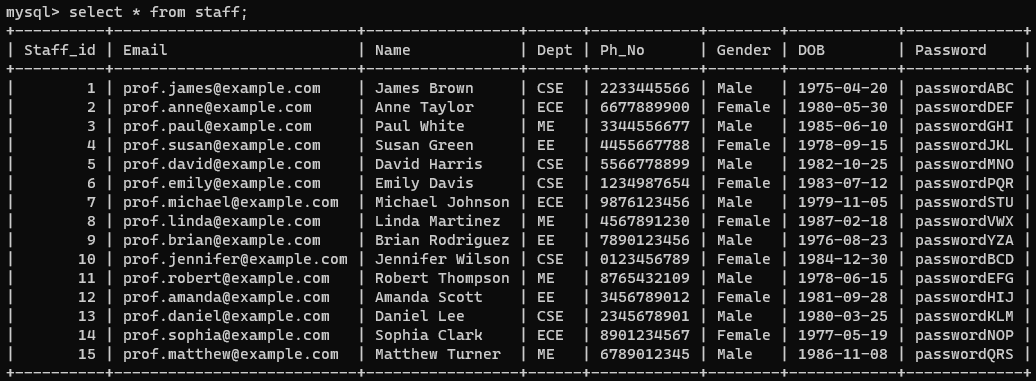 mysql> select * from staff;
+----------+---------------------------+------------------+------+------------+--------+------------+-------------+
| Staff_id | Email                     | Name             | Dept | Ph_No      | Gender | DOB        | Password    |
+----------+---------------------------+------------------+------+------------+--------+------------+-------------+
|        1 | prof.james@example.com    | James Brown      | CSE  | 2233445566 | Male   | 1975-04-20 | passwordABC |
|        2 | prof.anne@example.com     | Anne Taylor      | ECE  | 6677889900 | Female | 1980-05-30 | passwordDEF |
|        3 | prof.paul@example.com     | Paul White       | ME   | 3344556677 | Male   | 1985-06-10 | passwordGHI |
|        4 | prof.susan@example.com    | Susan Green      | EE   | 4455667788 | Female | 1978-09-15 | passwordJKL |
|        5 | prof.david@example.com    | David Harris     | CSE  | 5566778899 | Male   | 1982-10-25 | passwordMNO |
|        6 | prof.emily@example.com    | Emily Davis      | CSE  | 1234987654 | Female | 1983-07-12 | passwordPQR |
|        7 | prof.michael@example.com  | Michael Johnson  | ECE  | 9876123456 | Male   | 1979-11-05 | passwordSTU |
|        8 | prof.linda@example.com    | Linda Martinez   | ME   | 4567891230 | Female | 1987-02-18 | passwordVWX |
|        9 | prof.brian@example.com    | Brian Rodriguez  | EE   | 7890123456 | Male   | 1976-08-23 | passwordYZA |
|       10 | prof.jennifer@example.com | Jennifer Wilson  | CSE  | 0123456789 | Female | 1984-12-30 | passwordBCD |
|       11 | prof.robert@example.com   | Robert Thompson  | ME   | 8765432109 | Male   | 1978-06-15 | passwordEFG |
|       12 | prof.amanda@example.com   | Amanda Scott     | EE   | 3456789012 | Female | 1981-09-28 | passwordHIJ |
|       13 | prof.daniel@example.com   | Daniel Lee       | CSE  | 2345678901 | Male   | 1980-03-25 | passwordKLM |
|       14 | prof.sophia@example.com   | Sophia Clark     | ECE  | 8901234567 | Female | 1977-05-19 | passwordNOP |
|       15 | prof.matthew@example.com  | Matthew Turner   | ME   | 6789012345 | Male   | 1986-11-08 | passwordQRS |
+----------+---------------------------+------------------+------+------------+--------+------------+-------------+